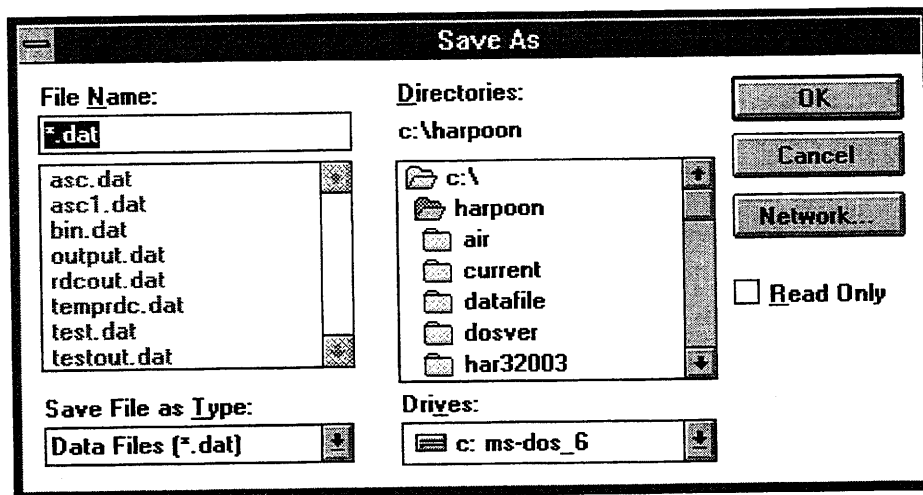 Save As
File Name:
*.dat
asc.dat
asc1.dat
bin.dat
output.dat
rdcout.dat
temprdc.dat
test.dat
testout.dat
Save File as Type:
Data Files (*.dat)
Directories:
c:\harpoon
c:\
harpoon
air
current
datafile
dosver
har32003
Drives:
c: ms-dos_6
OK
Cancel
Network...
Read Only